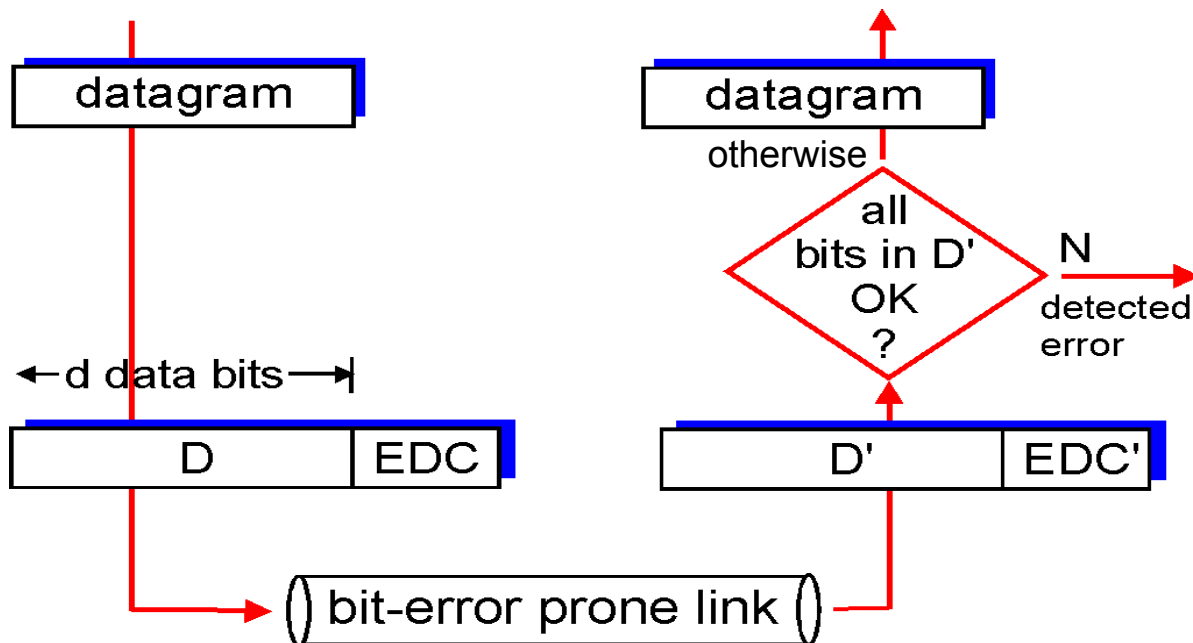 datagram
d data bits
D EDC
bit-error prone link
datagram
otherwise
all
bits in D'
OK
?
N
detected
error
D' EDC'